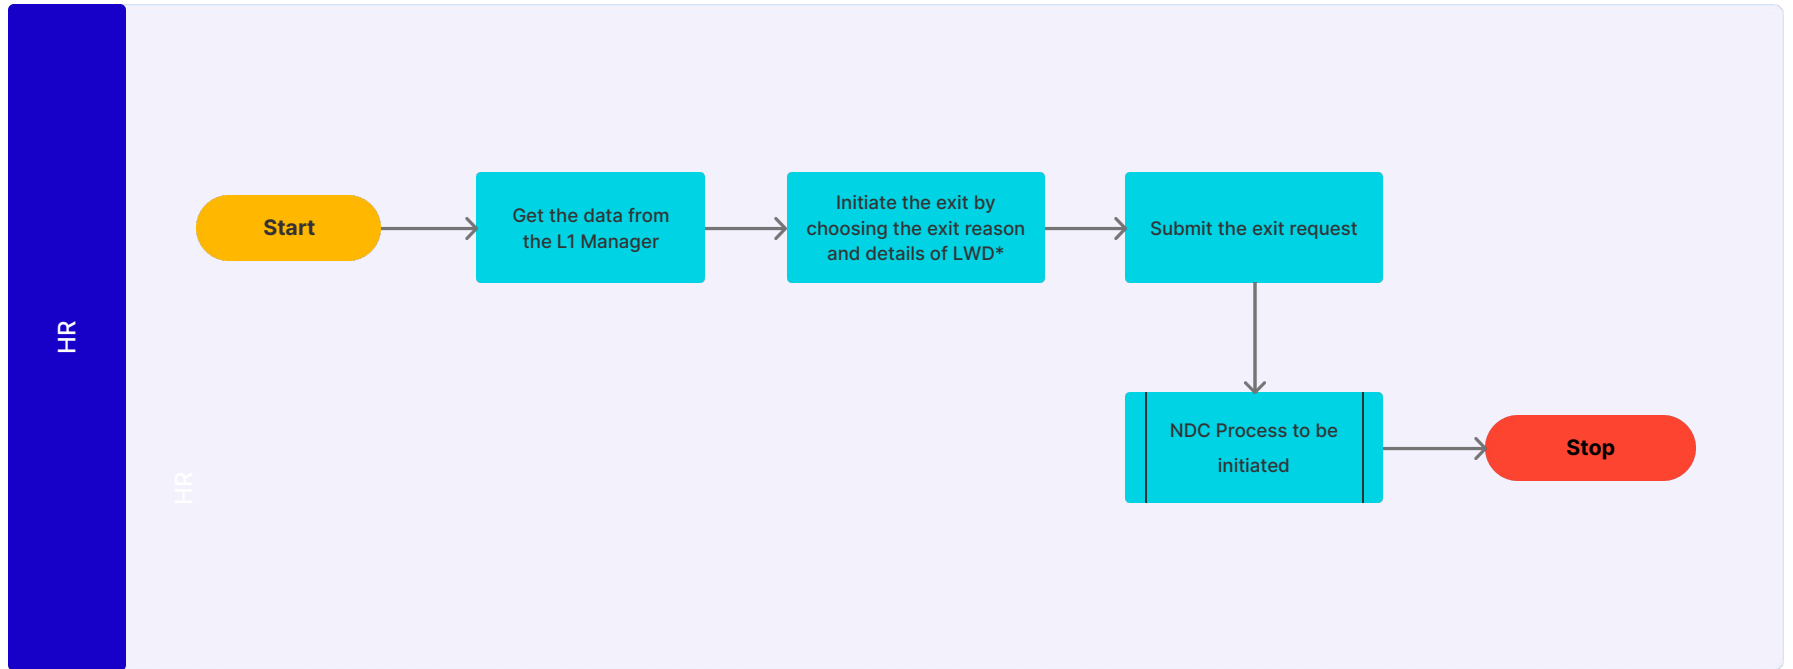 HR
Start
Get the data from
the L1 Manager
Initiate the exit by
choosing the exit reason
and details of LWD*
Submit the exit request
NDC Process to be
initiated
Stop
HR